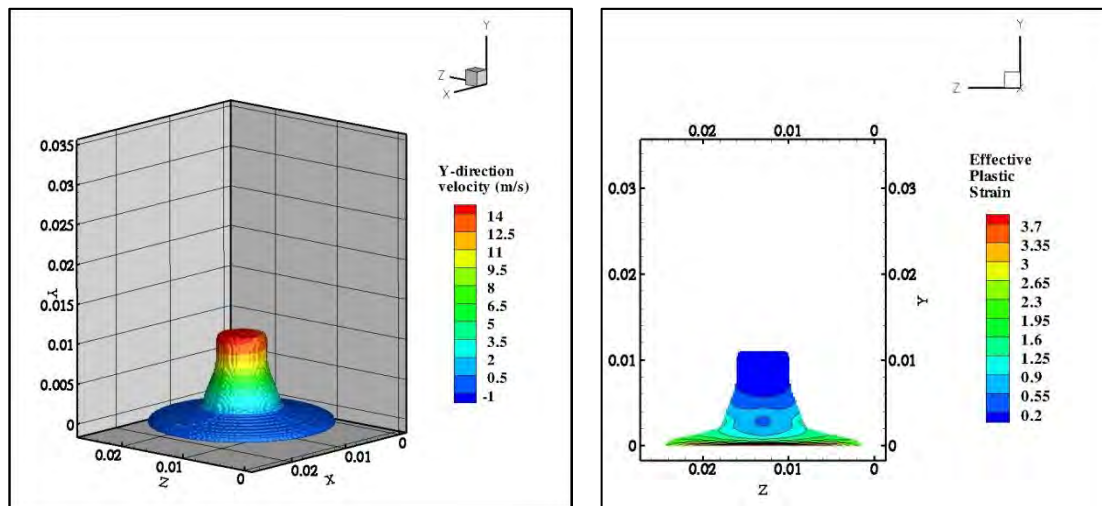 Y
Z
X
0.035
0.03
0.025
0.02
0.015
0.01
0.005
0
Y
0.02
0.01
0
Z
0.02
0.01
0
X
Y-direction
velocity (m/s)
14
12.5
11
9.5
8
6.5
5
3.5
2
0.5
-1
Y
Z
X
0.02 0.01 0
0.03 0.03
0.02
Y
0.01 0.01
0 0
0.02 0.01 0
Z
0.02
Effective
Plastic
Strain
3.7
3.35
3
2.65
2.3
1.95
1.6
1.25
0.9
0.55
0.2